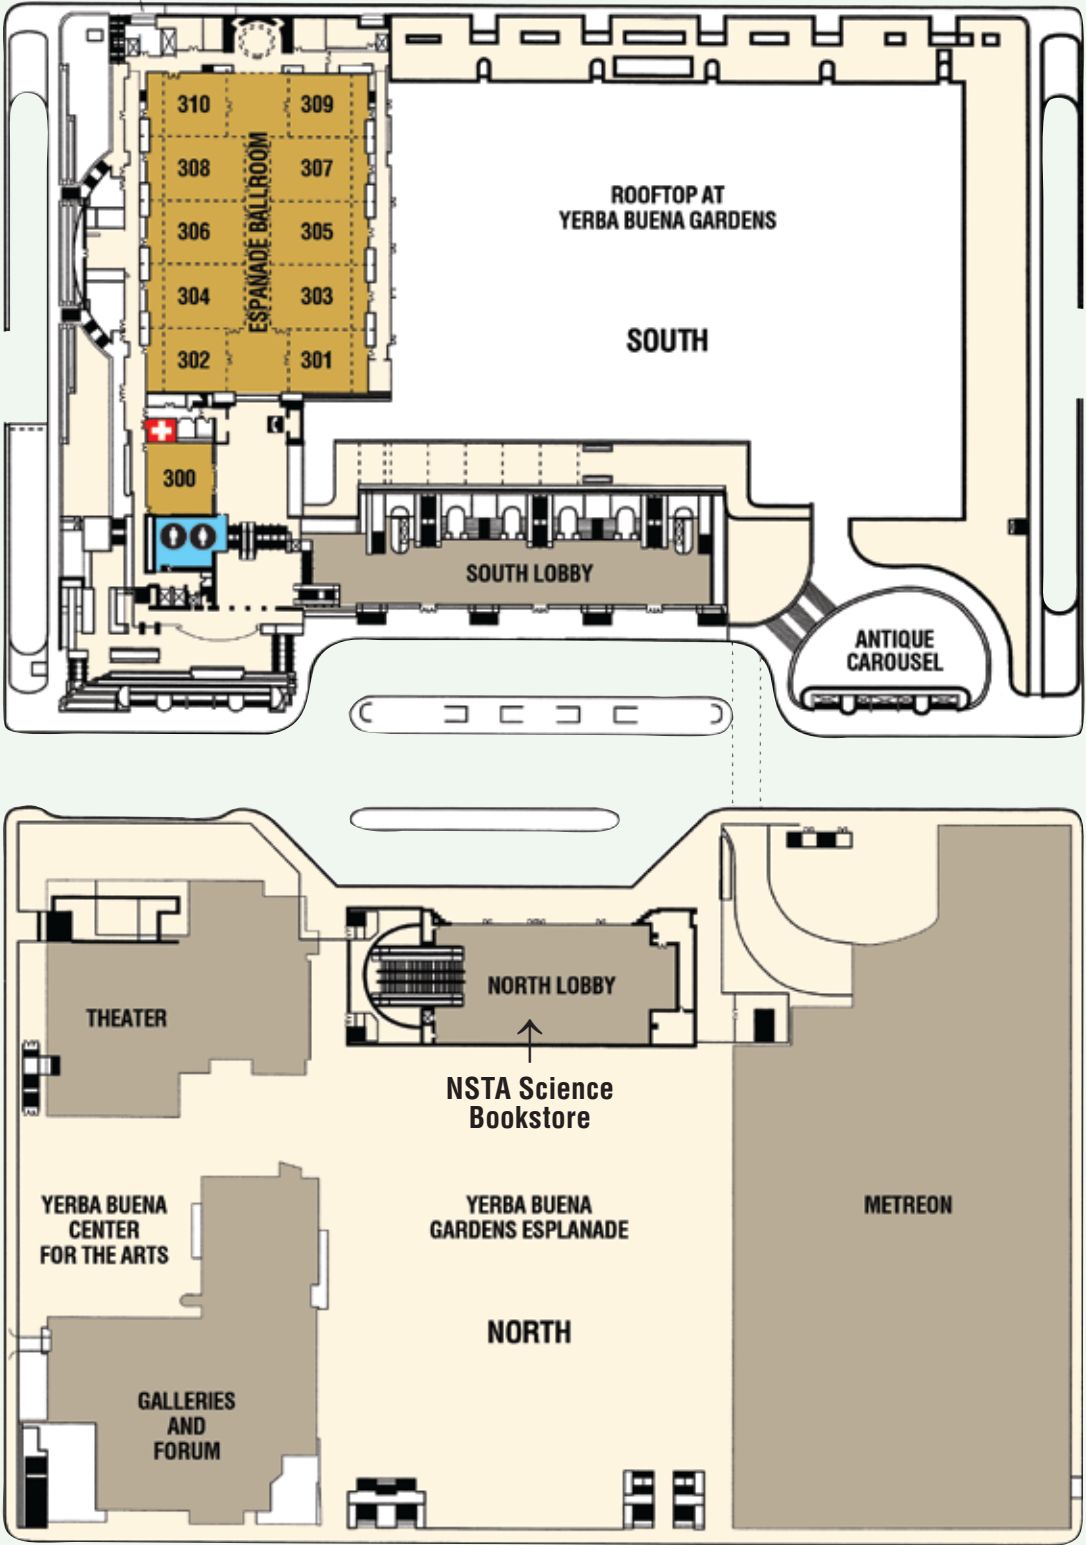 310
309
308
307
306
305
304
303
302
301
ESPANADE BALLROOM
ROOFTOP AT
YERBA BUENA GARDENS
SOUTH
300
SOUTH LOBBY
ANTIQUE
CAROUSEL
THEATER
NORTH LOBBY
NSTA Science
Bookstore
YERBA BUENA
CENTER
FOR THE ARTS
YERBA BUENA
GARDENS ESPLANADE
METREON
NORTH
GALLERIES
AND
FORUM